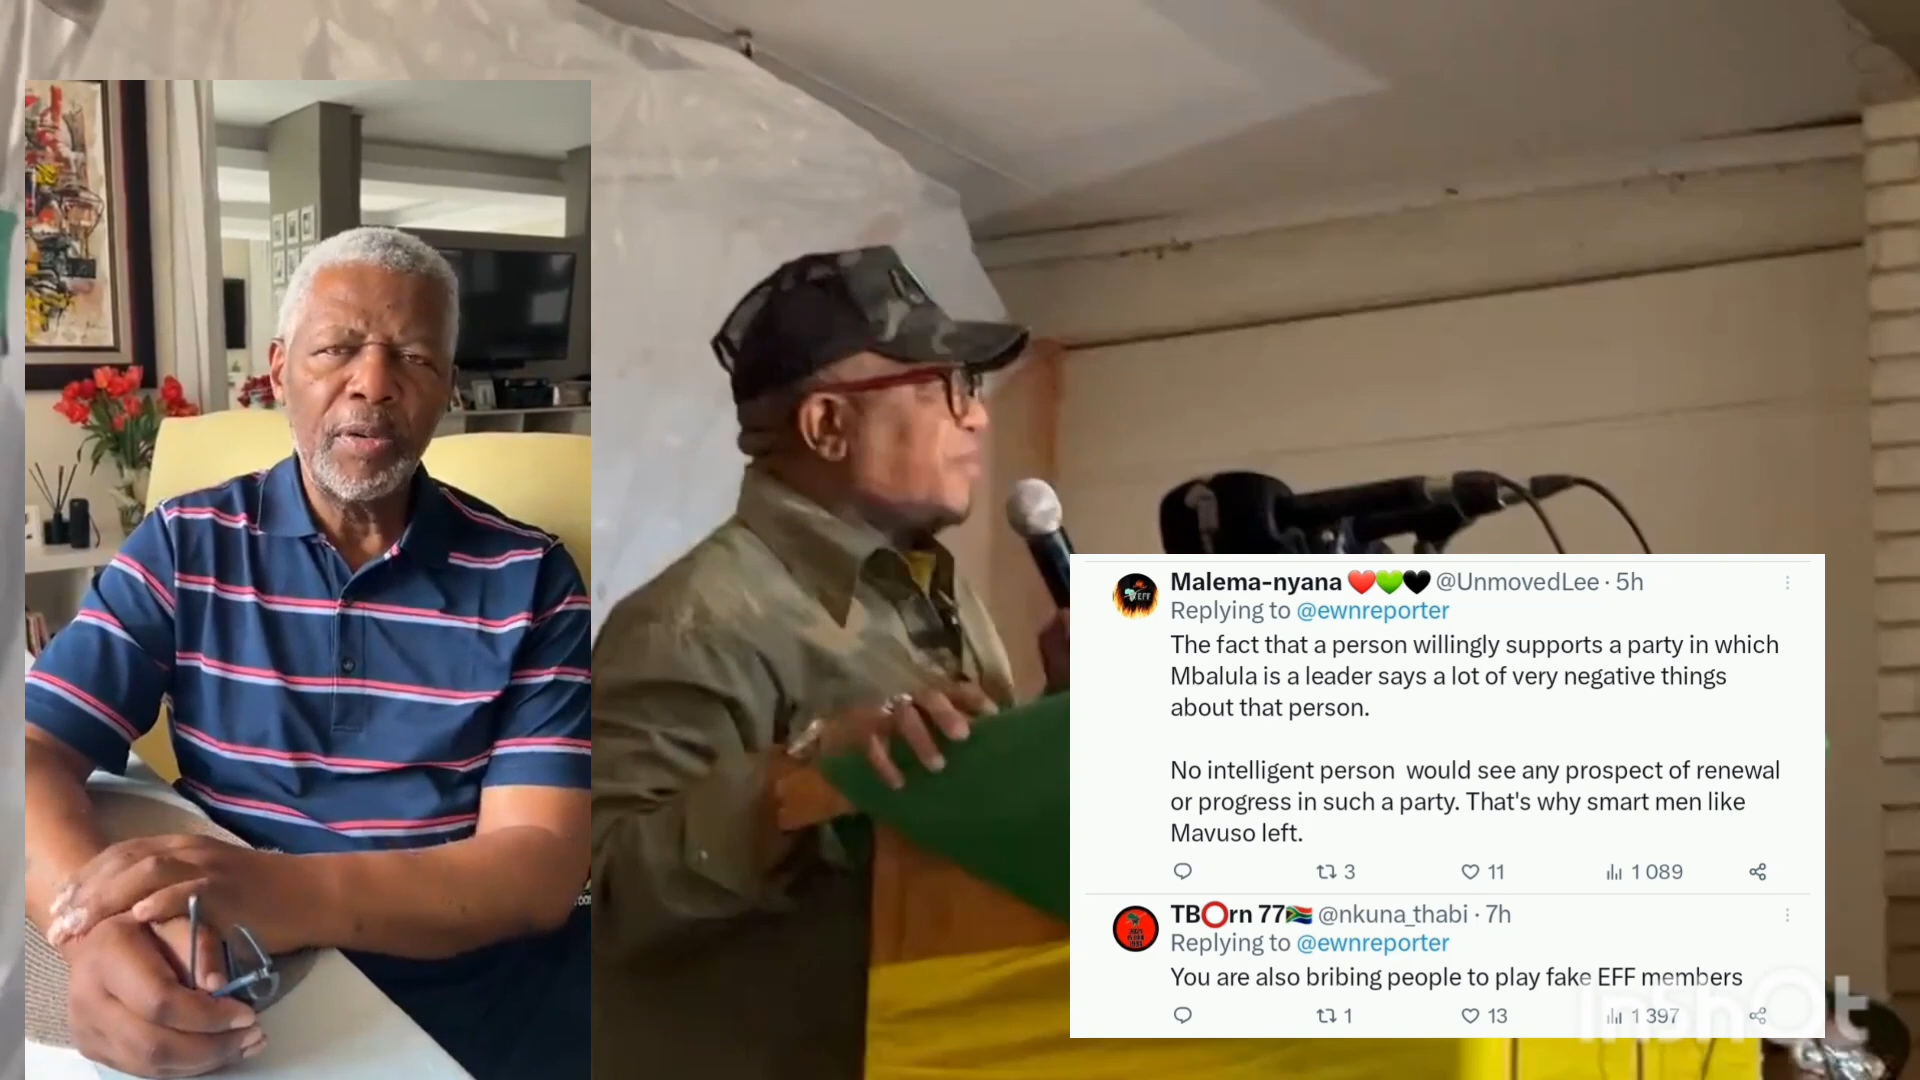 Malema-nyana ❤️💚🖤 @UnmovedLee · 5h
Replying to @ewnreporter
The fact that a person willingly supports a party in which
Mbalula is a leader says a lot of very negative things
about that person.
No intelligent person would see any prospect of renewal
or progress in such a party. That's why smart men like
Mavuso left.
3 11 1 089
TB⭕rn 77🇿🇦 @nkuna_thabi · 7h
Replying to @ewnreporter
You are also bribing people to play fake EFF members
1 13 1 397
InShOt
EFF